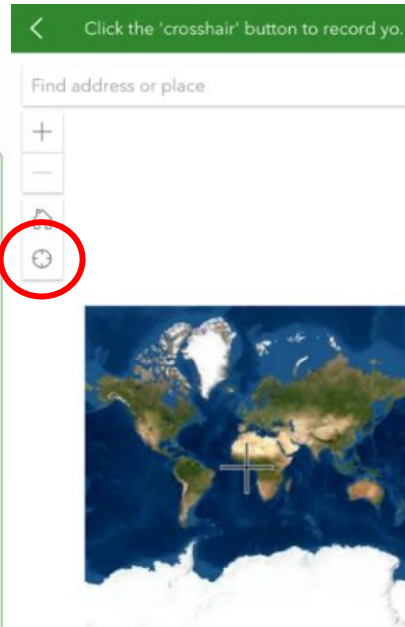 Click the 'crosshair' button to record yo.
Find address or place